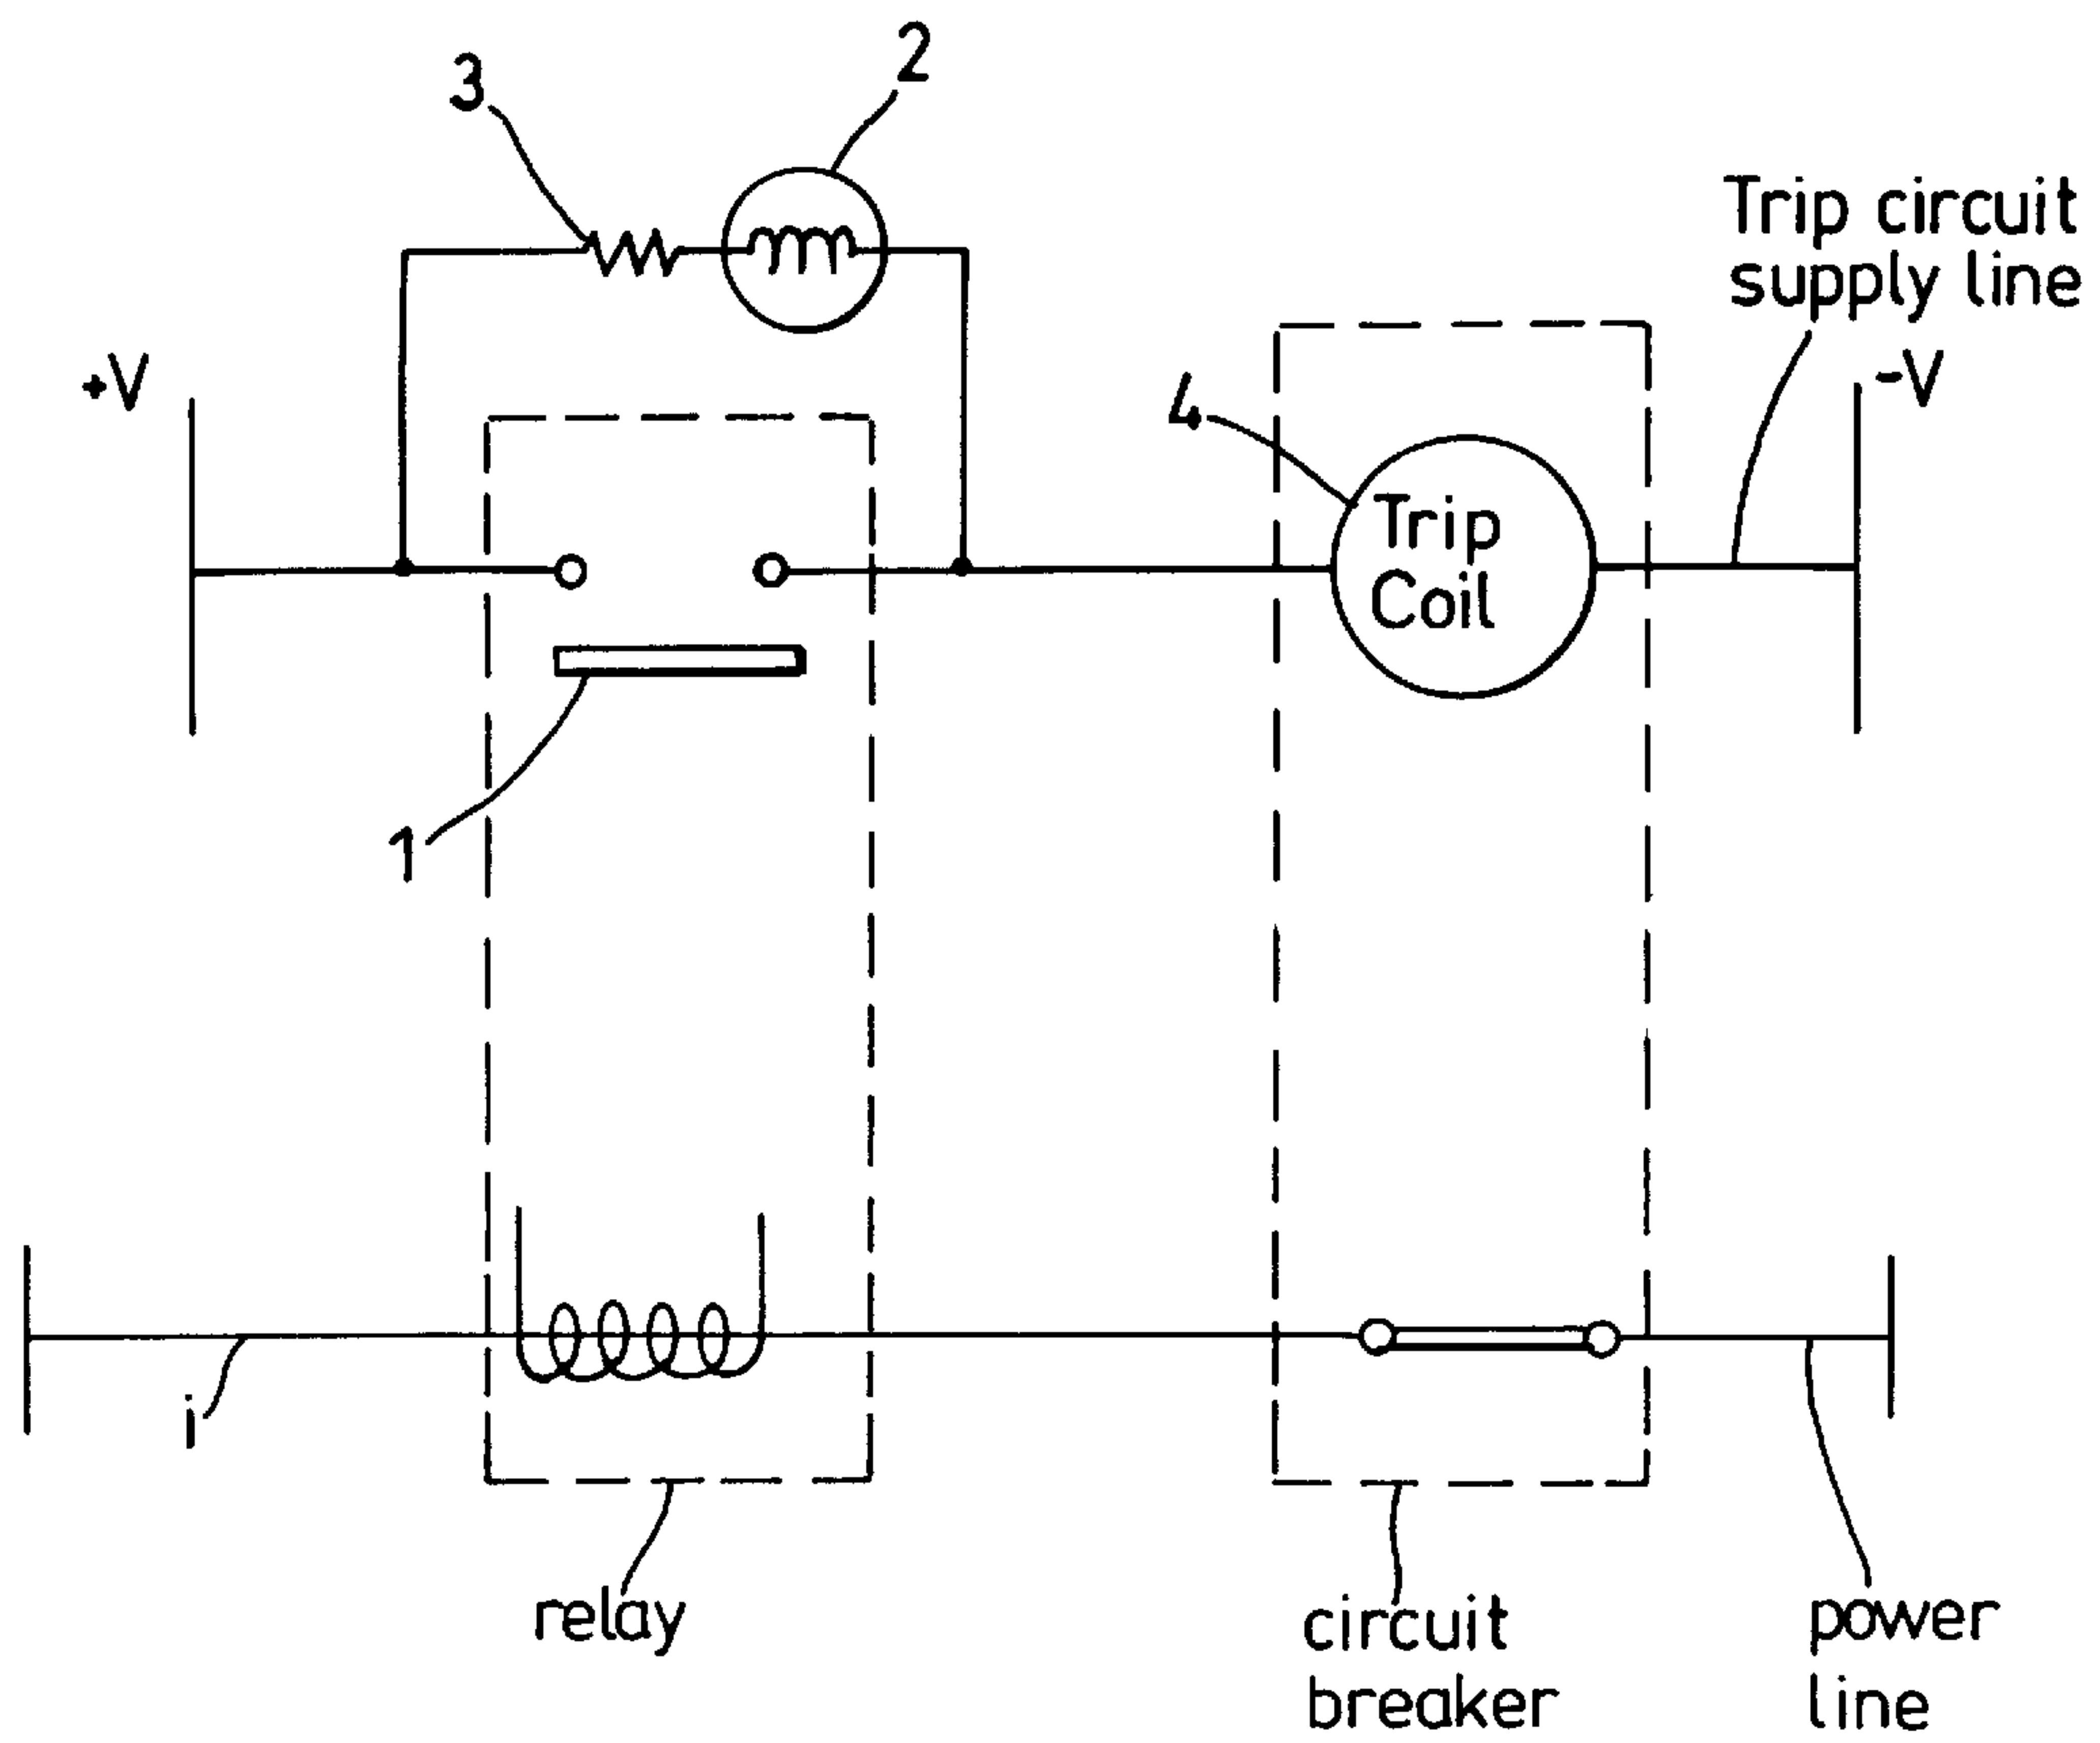 2
3
Trip circuit
supply line
+V
-V
4
Trip
Coil
1
i
relay
circuit
breaker
power
line